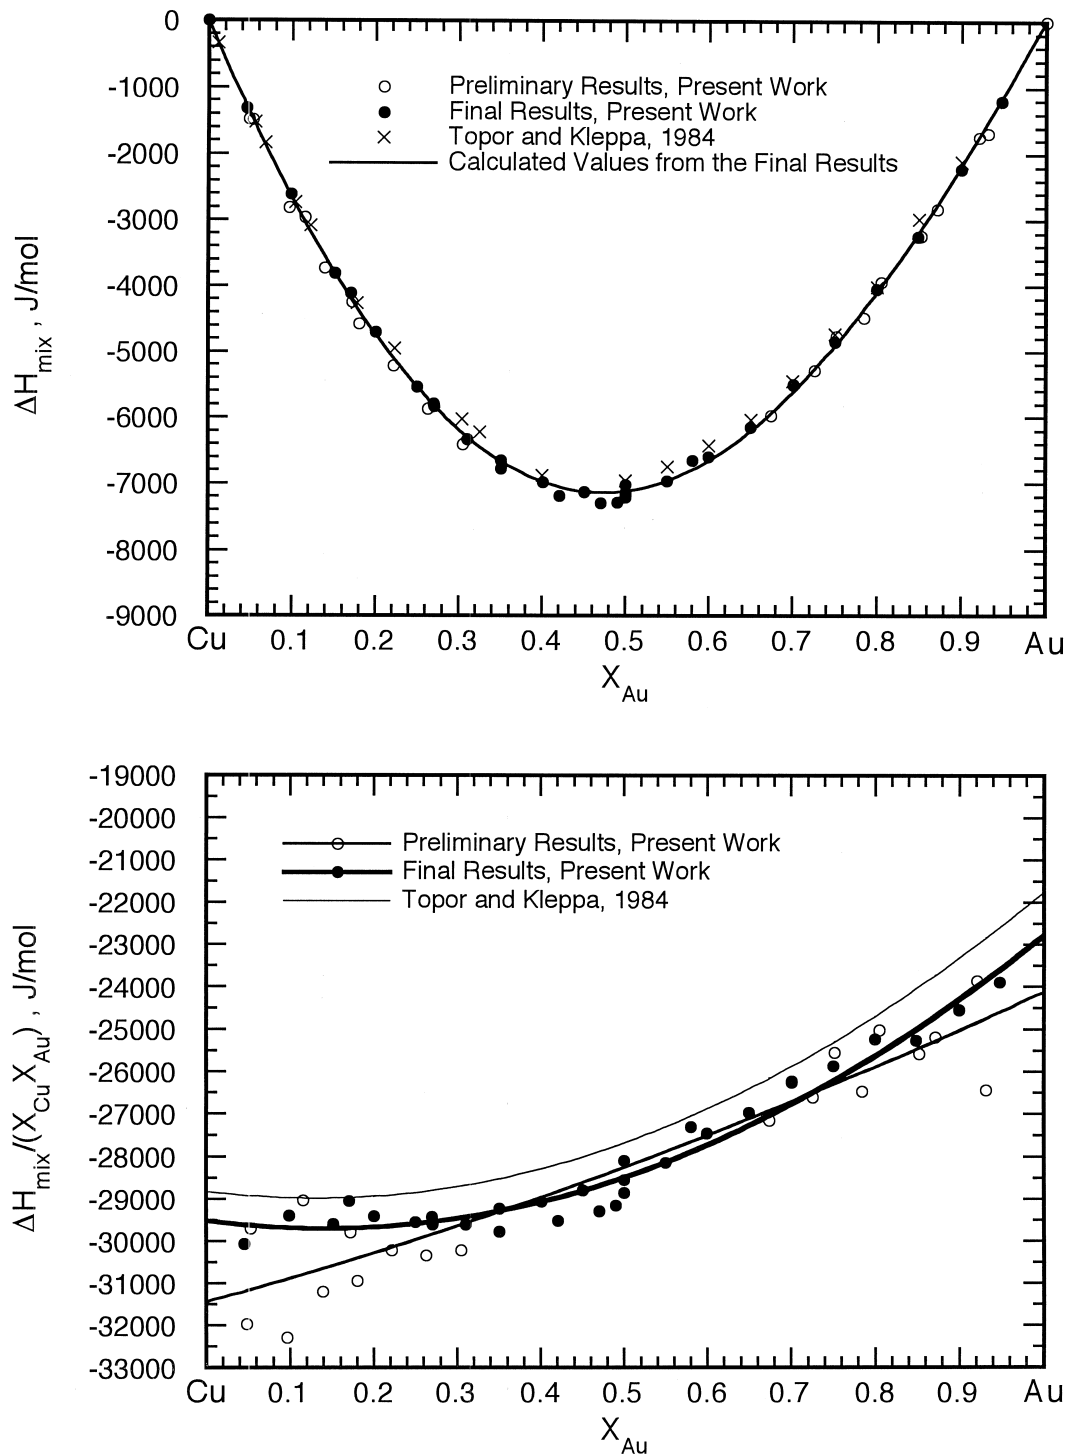 0
-1000
-2000
-3000
-4000
-5000
-6000
-7000
-8000
-9000
ΔH_mix , J/mol
Preliminary Results, Present Work
Final Results, Present Work
Topor and Kleppa, 1984
Calculated Values from the Final Results
Cu 0.1 0.2 0.3 0.4 0.5 0.6 0.7 0.8 0.9 Au
X_Au
-19000
-20000
-21000
-22000
-23000
-24000
-25000
-26000
-27000
-28000
-29000
-30000
-31000
-32000
-33000
ΔH_mix/(X_Cu X_Au) , J/mol
Preliminary Results, Present Work
Final Results, Present Work
Topor and Kleppa, 1984
Cu 0.1 0.2 0.3 0.4 0.5 0.6 0.7 0.8 0.9 Au
X_Au